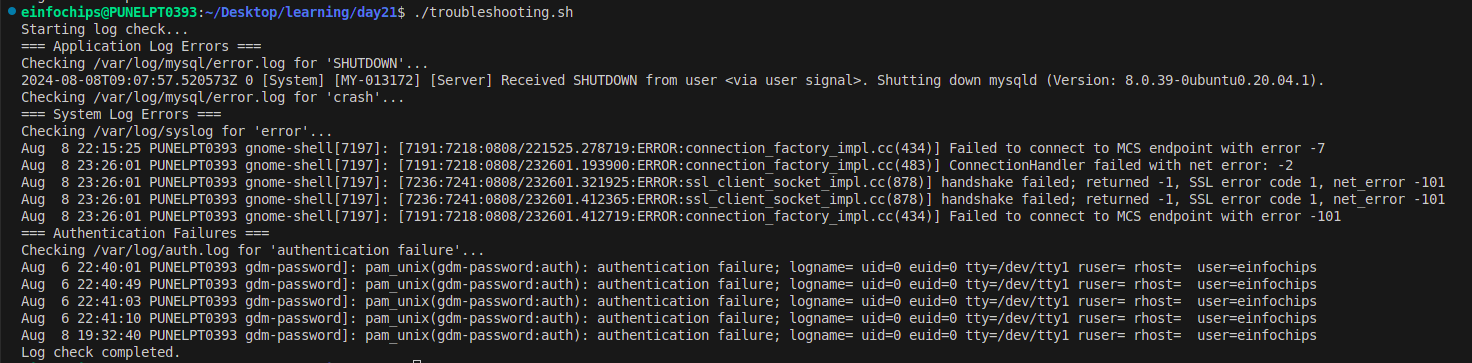 einfochips@PUNELPT0393:~/Desktop/learning/day21$ ./troubleshooting.sh
Starting log check...
=== Application Log Errors ===
Checking /var/log/mysql/error.log for 'SHUTDOWN'...
2024-08-08T09:07:57.520573Z 0 [System] [MY-013172] [Server] Received SHUTDOWN from user <via user signal>. Shutting down mysqld (Version: 8.0.39-0ubuntu0.20.04.1).
Checking /var/log/mysql/error.log for 'crash'...
=== System Log Errors ===
Checking /var/log/syslog for 'error'...
Aug  8 22:15:25 PUNELPT0393 gnome-shell[7197]: [7191:7218:0808/221525.278719:ERROR:connection_factory_impl.cc(434)] Failed to connect to MCS endpoint with error -7
Aug  8 23:26:01 PUNELPT0393 gnome-shell[7197]: [7191:7218:0808/232601.193900:ERROR:connection_factory_impl.cc(483)] ConnectionHandler failed with net error: -2
Aug  8 23:26:01 PUNELPT0393 gnome-shell[7197]: [7236:7241:0808/232601.321925:ERROR:ssl_client_socket_impl.cc(878)] handshake failed; returned -1, SSL error code 1, net_error -101
Aug  8 23:26:01 PUNELPT0393 gnome-shell[7197]: [7236:7241:0808/232601.412365:ERROR:ssl_client_socket_impl.cc(878)] handshake failed; returned -1, SSL error code 1, net_error -101
Aug  8 23:26:01 PUNELPT0393 gnome-shell[7197]: [7191:7218:0808/232601.412719:ERROR:connection_factory_impl.cc(434)] Failed to connect to MCS endpoint with error -101
=== Authentication Failures ===
Checking /var/log/auth.log for 'authentication failure'...
Aug  6 22:40:01 PUNELPT0393 gdm-password]: pam_unix(gdm-password:auth): authentication failure; logname= uid=0 euid=0 tty=/dev/tty1 ruser= rhost=  user=einfochips
Aug  6 22:40:49 PUNELPT0393 gdm-password]: pam_unix(gdm-password:auth): authentication failure; logname= uid=0 euid=0 tty=/dev/tty1 ruser= rhost=  user=einfochips
Aug  6 22:41:03 PUNELPT0393 gdm-password]: pam_unix(gdm-password:auth): authentication failure; logname= uid=0 euid=0 tty=/dev/tty1 ruser= rhost=  user=einfochips
Aug  6 22:41:10 PUNELPT0393 gdm-password]: pam_unix(gdm-password:auth): authentication failure; logname= uid=0 euid=0 tty=/dev/tty1 ruser= rhost=  user=einfochips
Aug  8 19:32:40 PUNELPT0393 gdm-password]: pam_unix(gdm-password:auth): authentication failure; logname= uid=0 euid=0 tty=/dev/tty1 ruser= rhost=  user=einfochips
Log check completed.